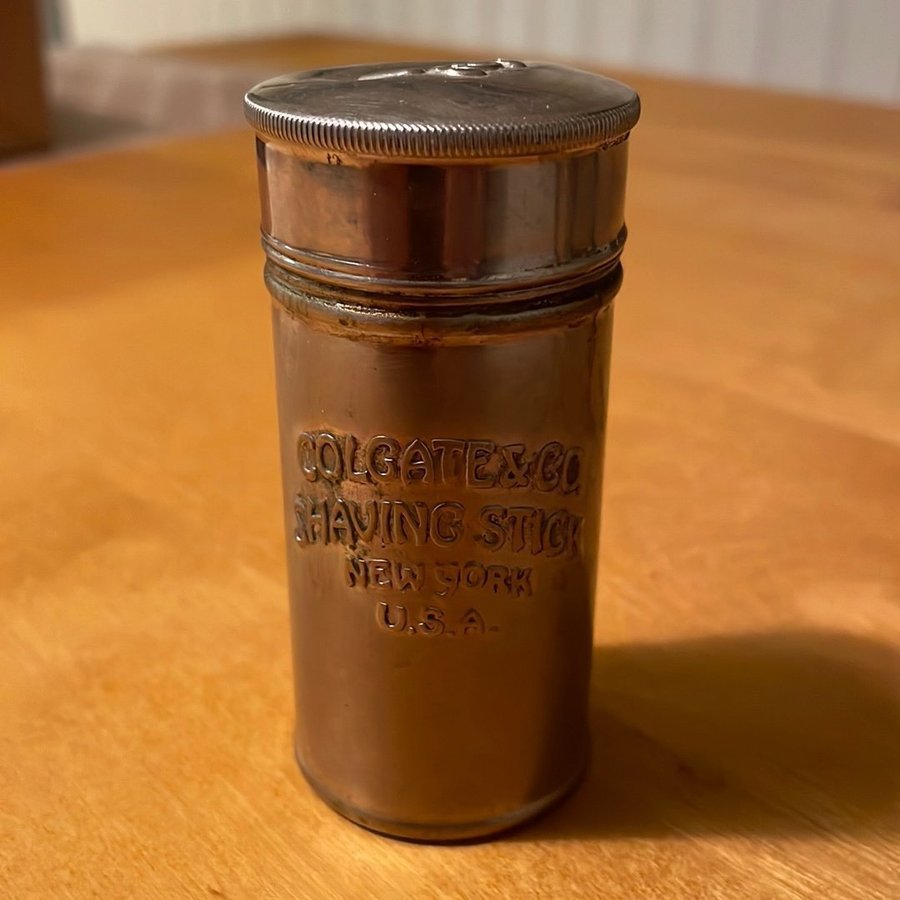 COLGATE & CO.
SHAVING STICK
NEW YORK
U.S.A.